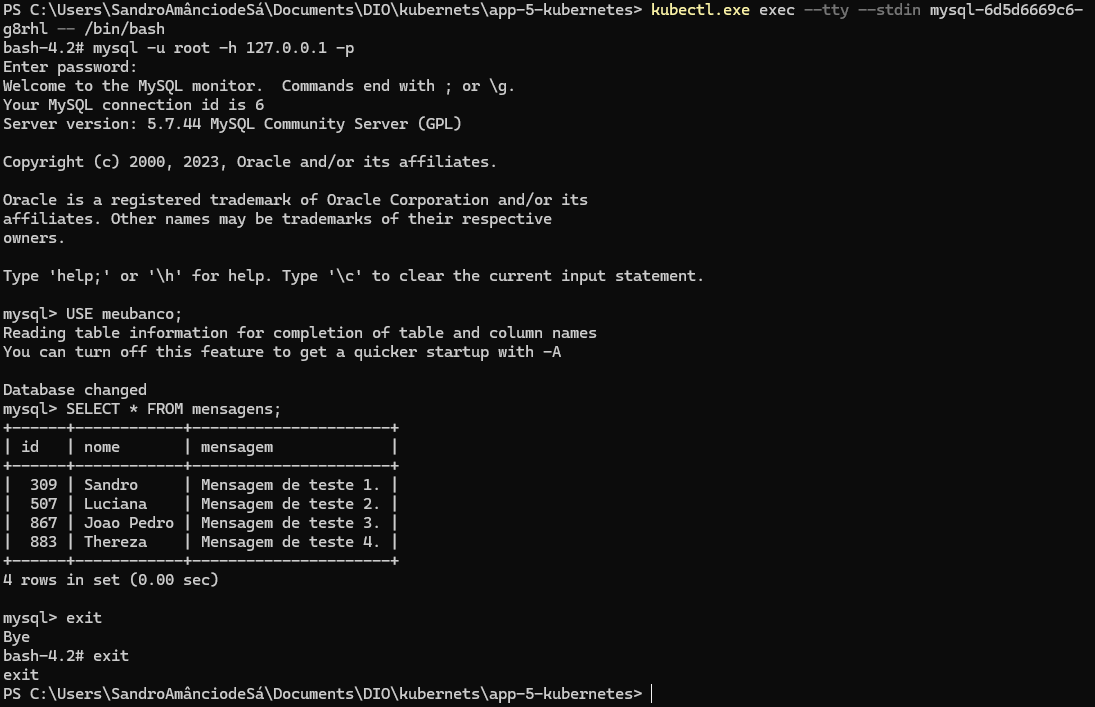 PS C:\Users\SandroAmânciodeSá\Documents\DIO\kubernets\app-5-kubernetes> kubectl.exe exec --tty --stdin mysql-6d5d6669c6-
g8rhl -- /bin/bash
bash-4.2# mysql -u root -h 127.0.0.1 -p
Enter password:
Welcome to the MySQL monitor.  Commands end with ; or \g.
Your MySQL connection id is 6
Server version: 5.7.44 MySQL Community Server (GPL)

Copyright (c) 2000, 2023, Oracle and/or its affiliates.

Oracle is a registered trademark of Oracle Corporation and/or its
affiliates. Other names may be trademarks of their respective
owners.

Type 'help;' or '\h' for help. Type '\c' to clear the current input statement.

mysql> USE meubanco;
Reading table information for completion of table and column names
You can turn off this feature to get a quicker startup with -A

Database changed
mysql> SELECT * FROM mensagens;
+------+------------+----------------------+
| id   | nome       | mensagem             |
+------+------------+----------------------+
|  309 | Sandro     | Mensagem de teste 1. |
|  507 | Luciana    | Mensagem de teste 2. |
|  867 | Joao Pedro | Mensagem de teste 3. |
|  883 | Thereza    | Mensagem de teste 4. |
+------+------------+----------------------+
4 rows in set (0.00 sec)

mysql> exit
Bye
bash-4.2# exit
exit
PS C:\Users\SandroAmânciodeSá\Documents\DIO\kubernets\app-5-kubernetes>